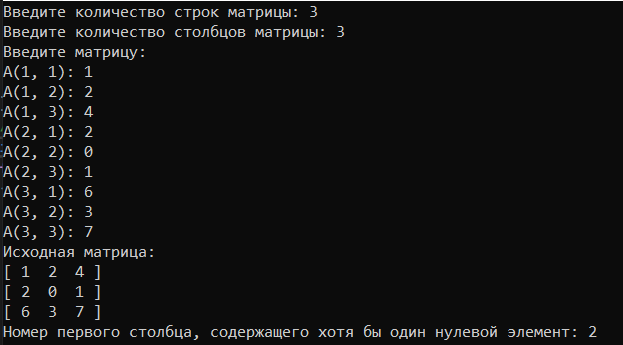 Введите количество строк матрицы: 3
Введите количество столбцов матрицы: 3
Введите матрицу:
A(1, 1): 1
A(1, 2): 2
A(1, 3): 4
A(2, 1): 2
A(2, 2): 0
A(2, 3): 1
A(3, 1): 6
A(3, 2): 3
A(3, 3): 7
Исходная матрица:
[ 1  2  4 ]
[ 2  0  1 ]
[ 6  3  7 ]
Номер первого столбца, содержащего хотя бы один нулевой элемент: 2